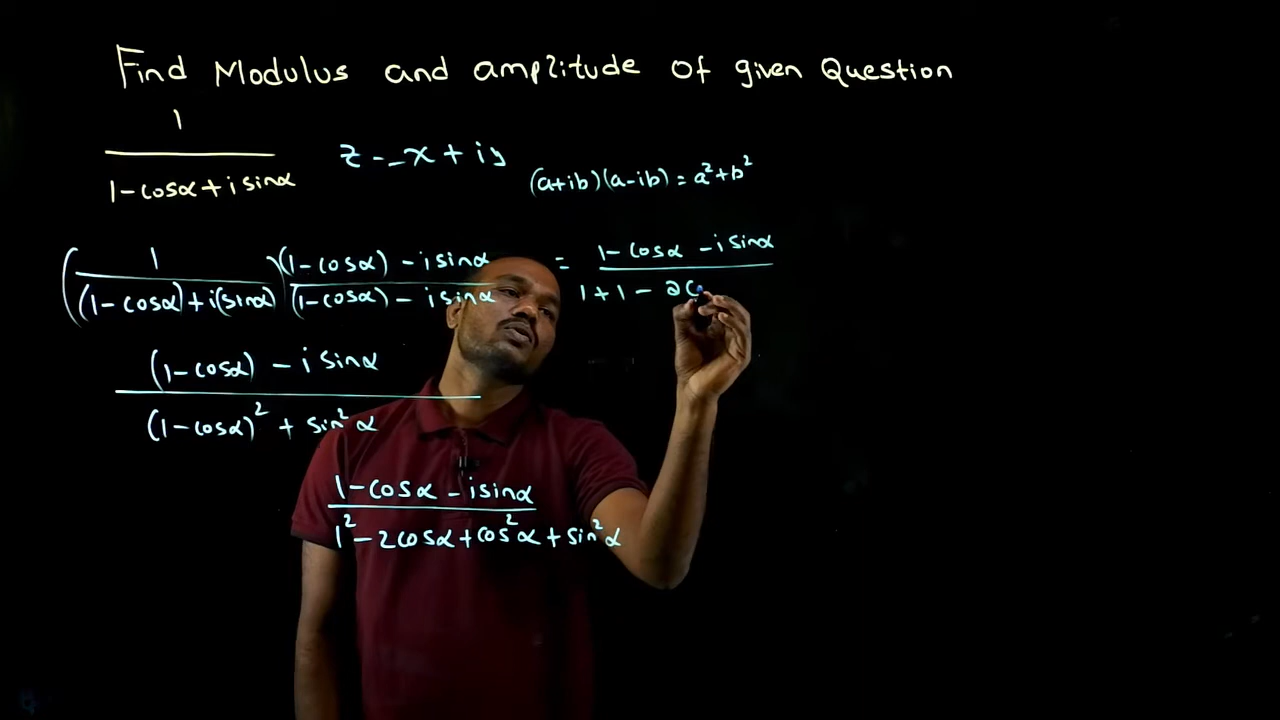 Find Modulus and amplitude of given Question
1
1-cosα+i sinα
z = x + iy
(a+ib)(a-ib) = a²+b²
(1 / ((1-cosα)+i(sinα))) ((1-cosα) - i sinα / (1-cosα) - i sinα)
= 1- cosα - i sinα
1+1-2c
(1-cosα) - i sinα
(1-cosα)² + sin²α
1-cosα - i sinα
1² - 2cosα + cos²α + sin²α